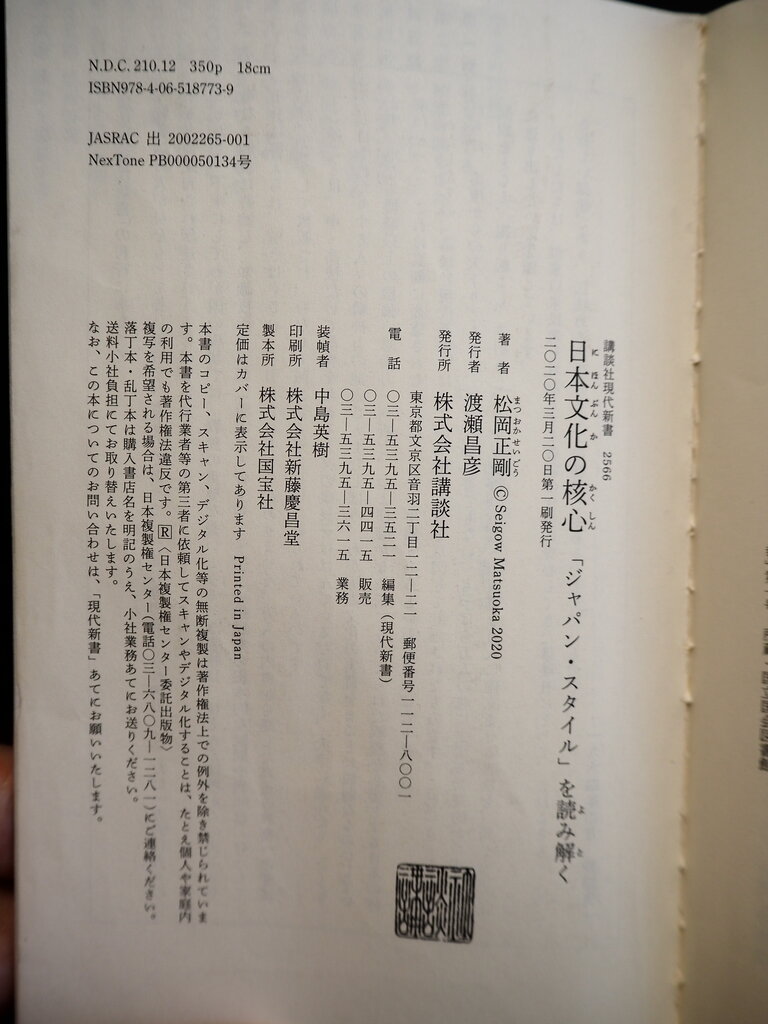 講談社現代新書 2566
日本文化の核心 「ジャパン・スタイル」を読み解く
二〇二〇年三月二〇日第一刷発行
著者 松岡正剛 ©Seigow Matsuoka 2020
発行者 渡瀬昌彦
発行所 株式会社講談社
東京都文京区音羽二丁目一二—二一 郵便番号一一二—八〇〇一
電話 〇三—五三九五—三五二一 編集(現代新書)
〇三—五三九五—四四一五 販売
〇三—五三九五—三六一五 業務
装幀者 中島英樹
印刷所 株式会社新藤慶昌堂
製本所 株式会社国宝社
定価はカバーに表示してあります Printed in Japan
本書のコピー、スキャン、デジタル化等の無断複製は著作権法上での例外を除き禁じられていま
す。本書を代行業者等の第三者に依頼してスキャンやデジタル化することは、たとえ個人や家庭内
の利用でも著作権法違反です。🅁〈日本複製権センター委託出版物〉
複写を希望される場合は、日本複製権センター(電話〇三—六八〇九—一二八一)にご連絡ください。
落丁本・乱丁本は購入書店名を明記のうえ、小社業務あてにお送りください。
送料小社負担にてお取り替えいたします。
なお、この本についてのお問い合わせは、「現代新書」あてにお願いいたします。
N.D.C. 210.12 350p 18cm
ISBN978-4-06-518773-9
JASRAC 出 2002265-001
NexTone PB000050134号